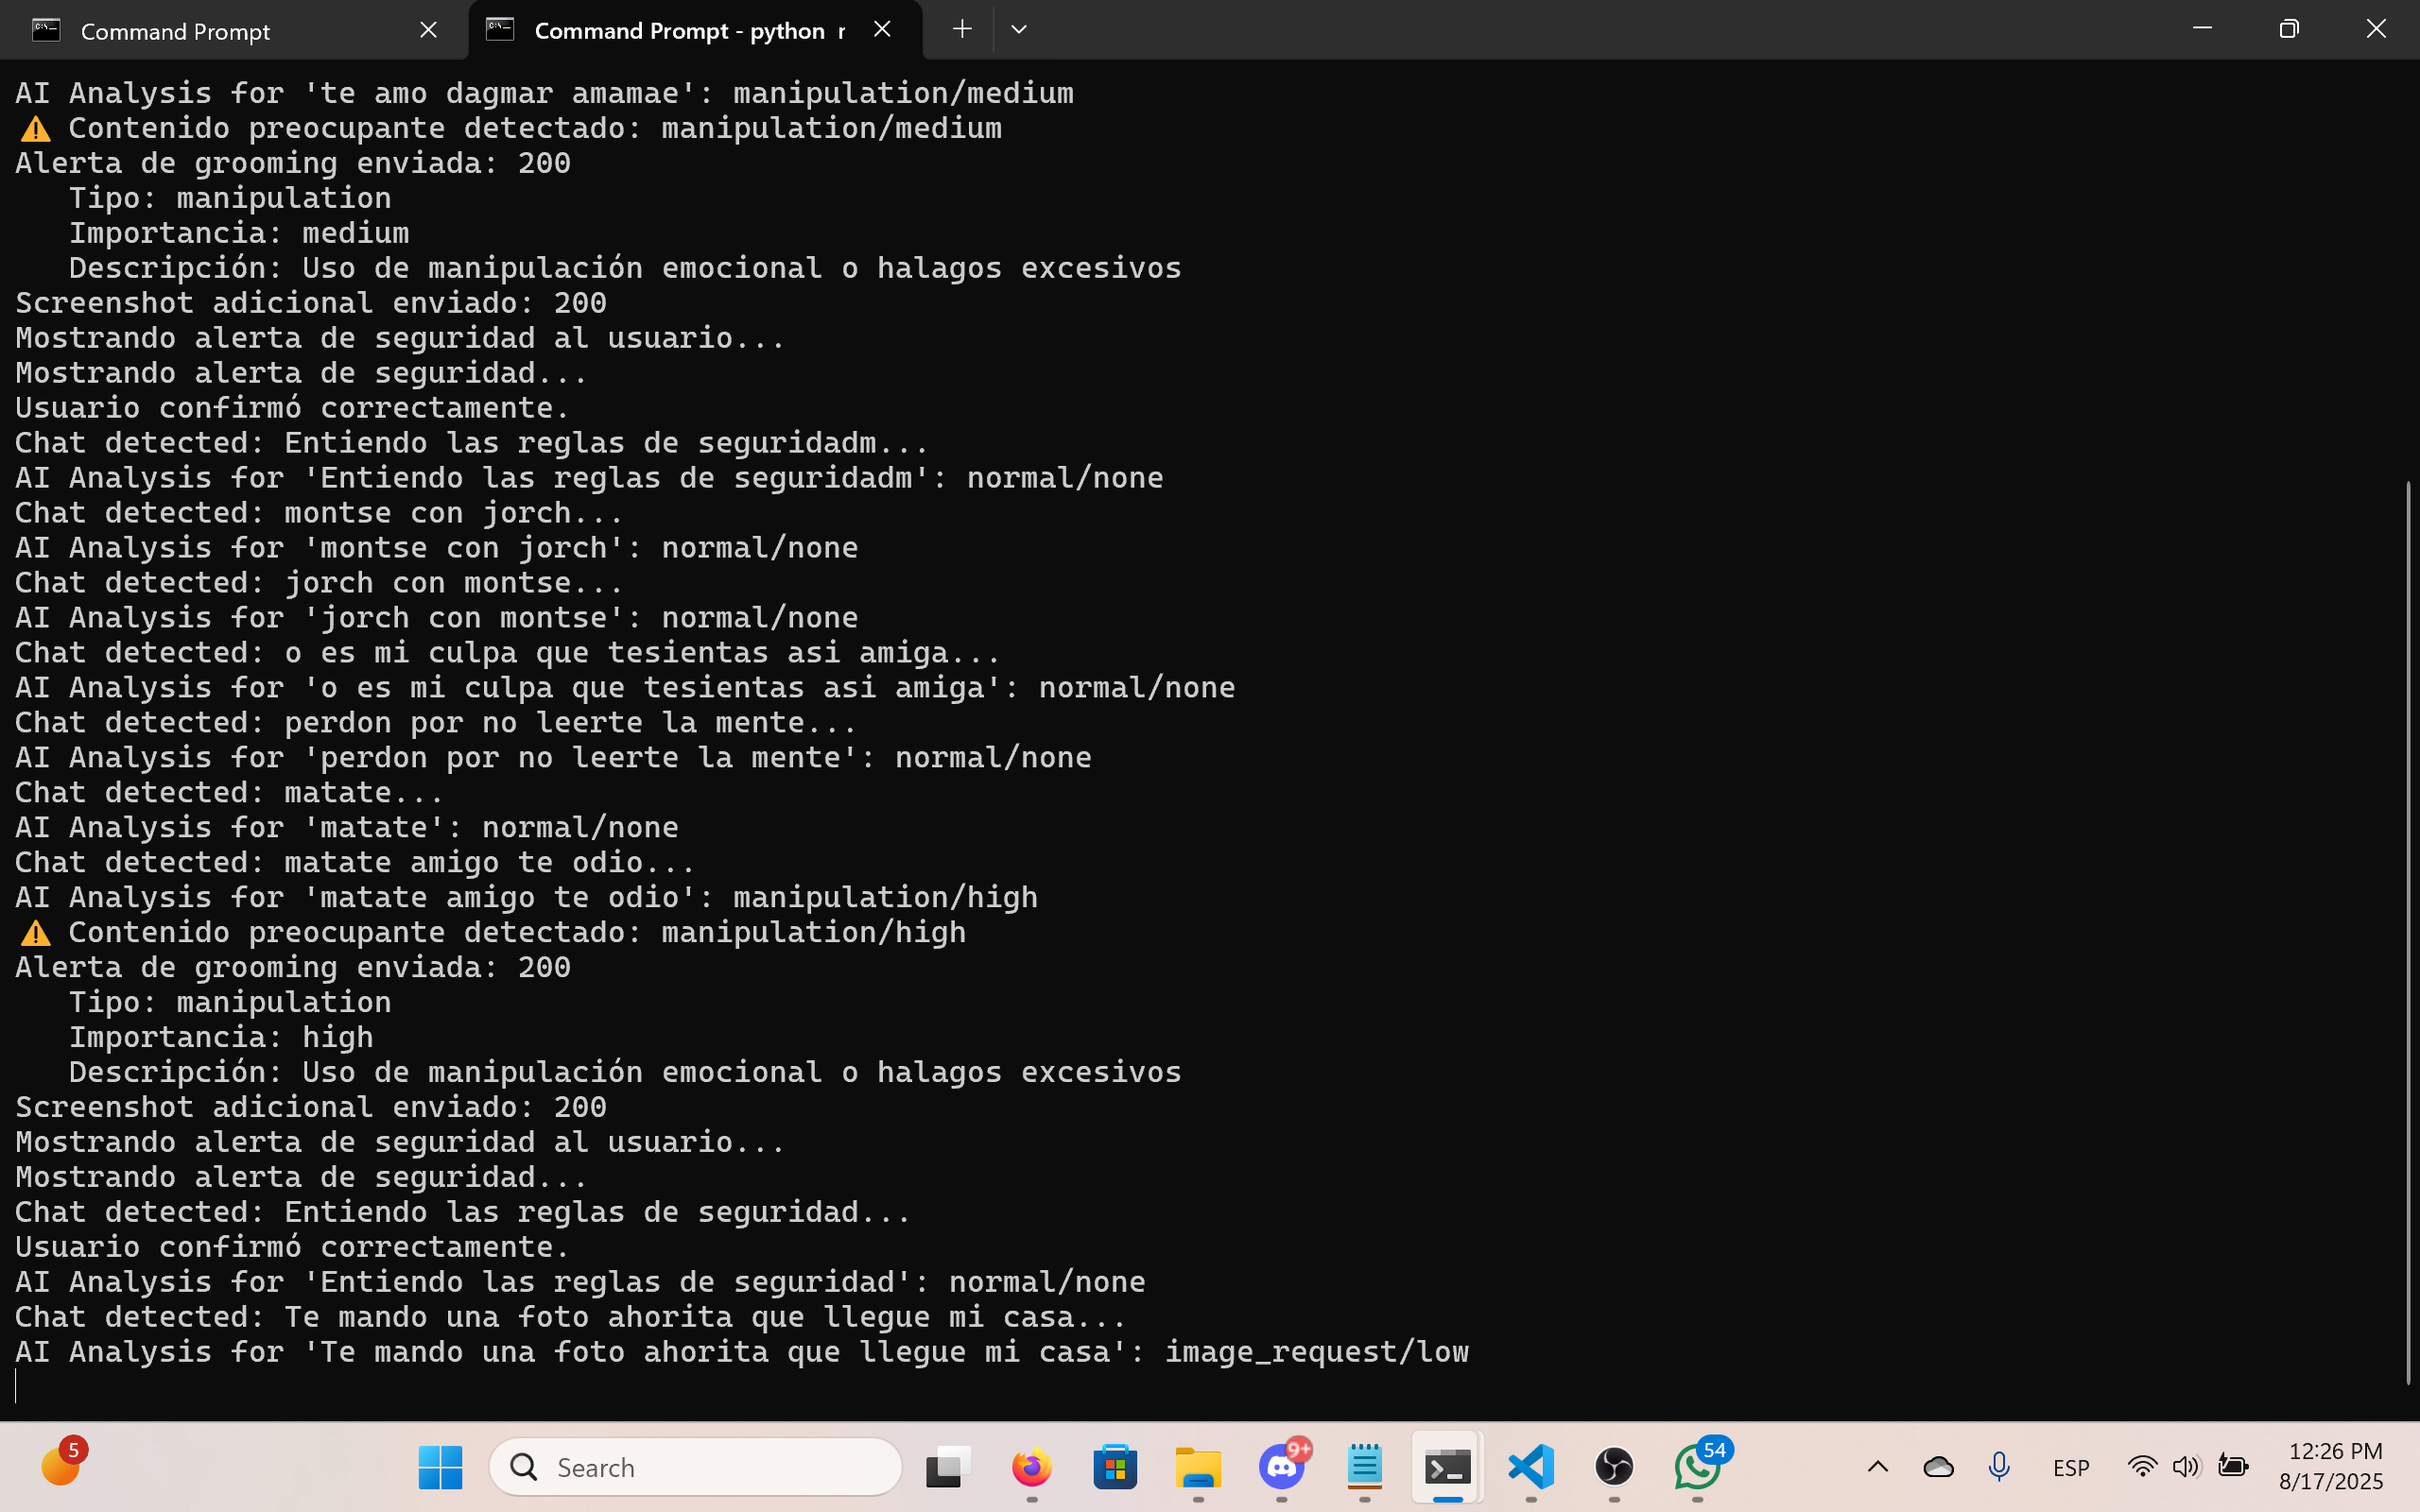 Command Prompt
Command Prompt - python r
AI Analysis for 'te amo dagmar amamae': manipulation/medium
⚠ Contenido preocupante detectado: manipulation/medium
Alerta de grooming enviada: 200
Tipo: manipulation
Importancia: medium
Descripción: Uso de manipulación emocional o halagos excesivos
Screenshot adicional enviado: 200
Mostrando alerta de seguridad al usuario...
Mostrando alerta de seguridad...
Usuario confirmó correctamente.
Chat detected: Entiendo las reglas de seguridadm...
AI Analysis for 'Entiendo las reglas de seguridadm': normal/none
Chat detected: montse con jorch...
AI Analysis for 'montse con jorch': normal/none
Chat detected: jorch con montse...
AI Analysis for 'jorch con montse': normal/none
Chat detected: o es mi culpa que tesientas asi amiga...
AI Analysis for 'o es mi culpa que tesientas asi amiga': normal/none
Chat detected: perdon por no leerte la mente...
AI Analysis for 'perdon por no leerte la mente': normal/none
Chat detected: matate...
AI Analysis for 'matate': normal/none
Chat detected: matate amigo te odio...
AI Analysis for 'matate amigo te odio': manipulation/high
⚠ Contenido preocupante detectado: manipulation/high
Alerta de grooming enviada: 200
Tipo: manipulation
Importancia: high
Descripción: Uso de manipulación emocional o halagos excesivos
Screenshot adicional enviado: 200
Mostrando alerta de seguridad al usuario...
Mostrando alerta de seguridad...
Chat detected: Entiendo las reglas de seguridad...
Usuario confirmó correctamente.
AI Analysis for 'Entiendo las reglas de seguridad': normal/none
Chat detected: Te mando una foto ahorita que llegue mi casa...
AI Analysis for 'Te mando una foto ahorita que llegue mi casa': image_request/low
5
Search
9+
54
ESP
12:26 PM
8/17/2025